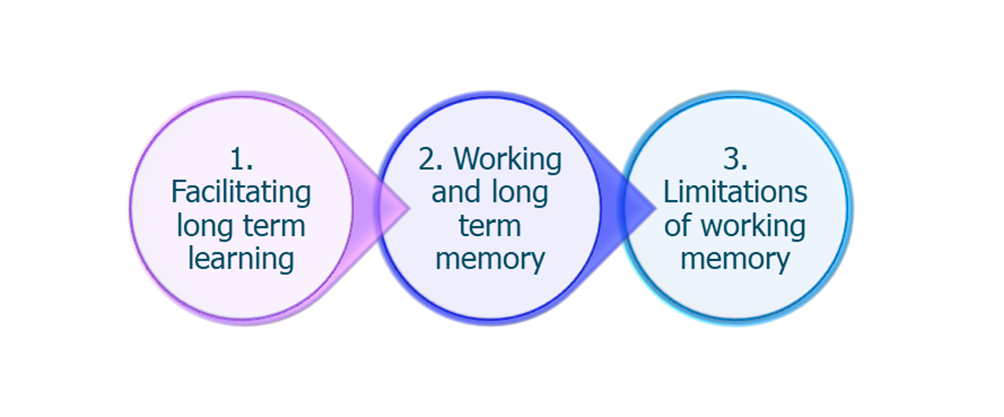 1.
Facilitating
long term
learning
2. Working
and long
term
memory
3.
Limitations
of working
memory